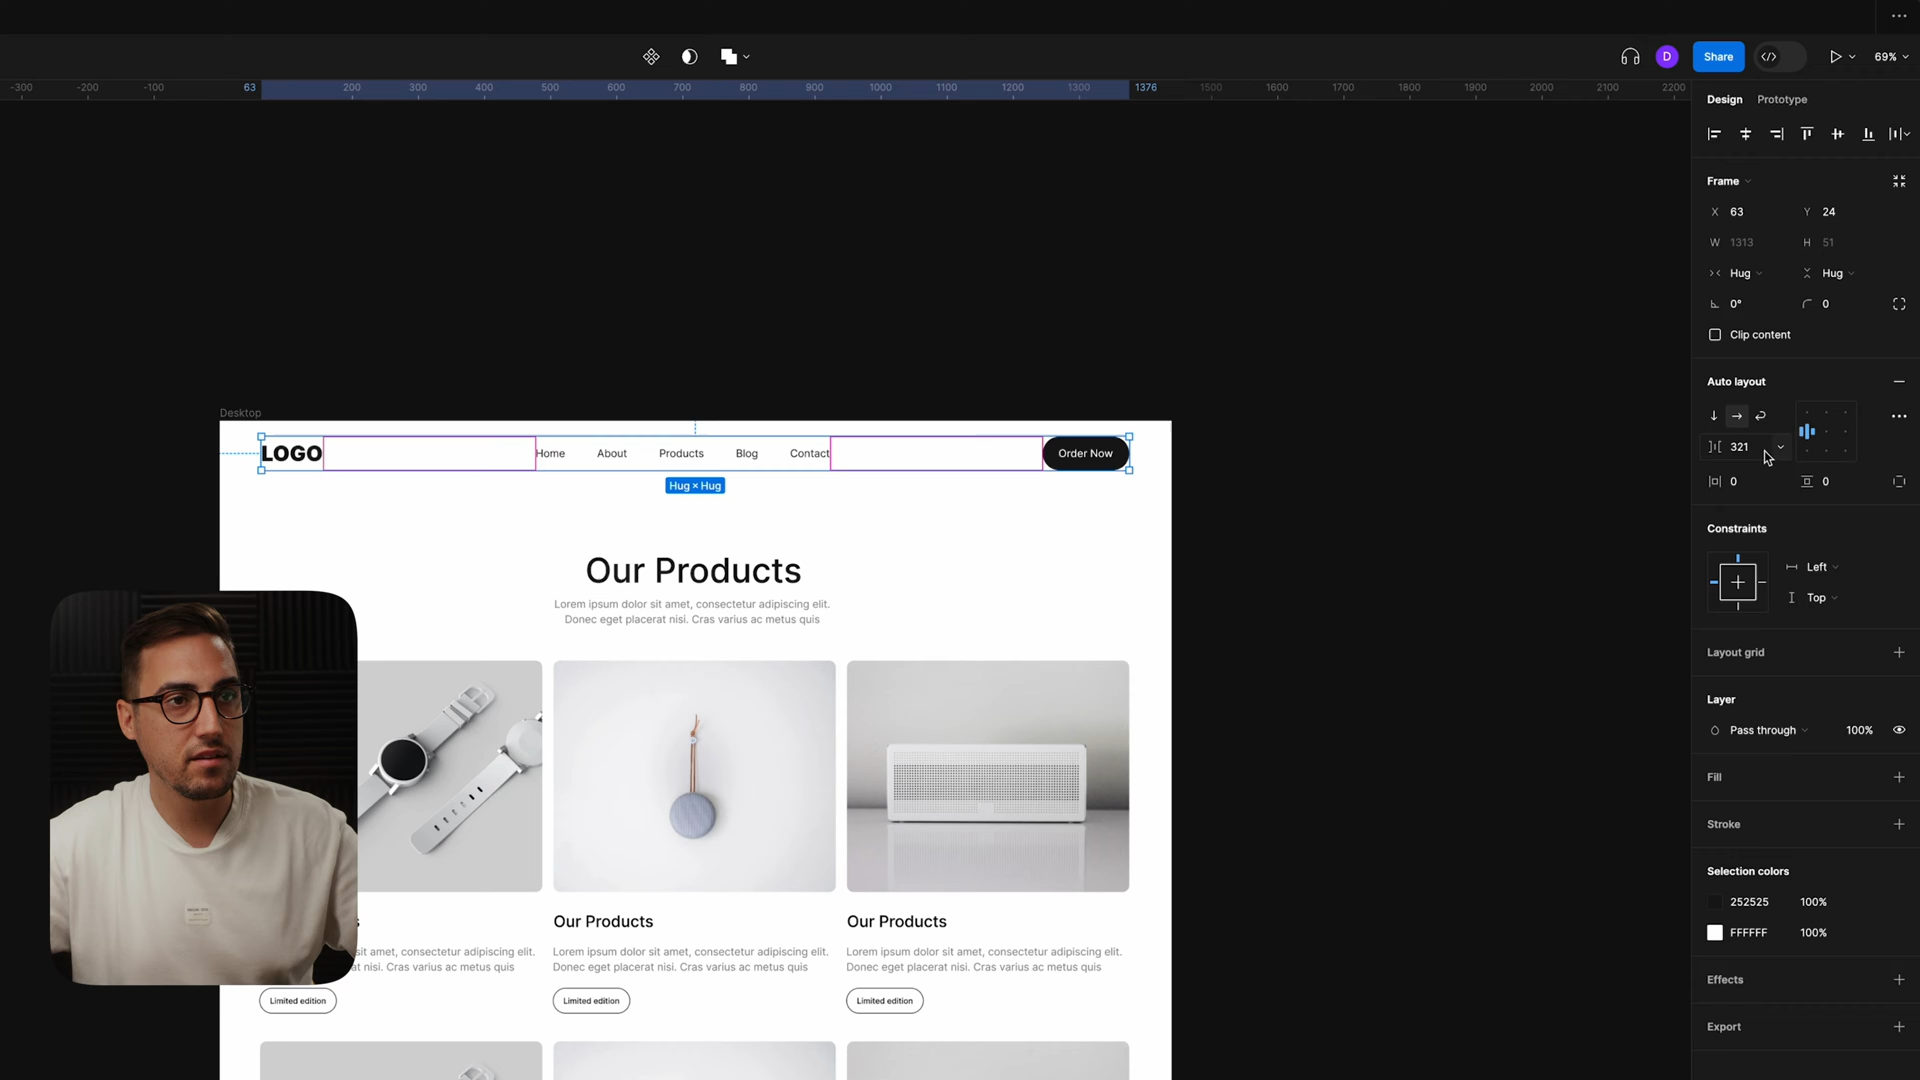 Share
69%
-300
-200
-100
63
200
300
400
500
600
700
800
900
1000
1100
1200
1300
1376
1500
1600
1700
1800
1900
2000
2100
2200
Design Prototype
Frame
X 63 Y 24
W 1313 H 51
Hug Hug
0° 0
Clip content
Auto layout
321
0 0
Constraints
Left
Top
Layout grid
Layer
Pass through 100%
Fill
Stroke
Selection colors
252525 100%
FFFFFF 100%
Effects
Export
D
Desktop
LOGO Home About Products Blog Contact Order Now
Hug × Hug
Our Products
Lorem ipsum dolor sit amet, consectetur adipiscing elit.
Donec eget placerat nisi. Cras varius ac metus quis
s
sit amet, consectetur adipiscing elit.
at nisi. Cras varius ac metus quis
Limited edition
Our Products
Lorem ipsum dolor sit amet, consectetur adipiscing elit.
Donec eget placerat nisi. Cras varius ac metus quis
Limited edition
Our Products
Lorem ipsum dolor sit amet, consectetur adipiscing elit.
Donec eget placerat nisi. Cras varius ac metus quis
Limited edition